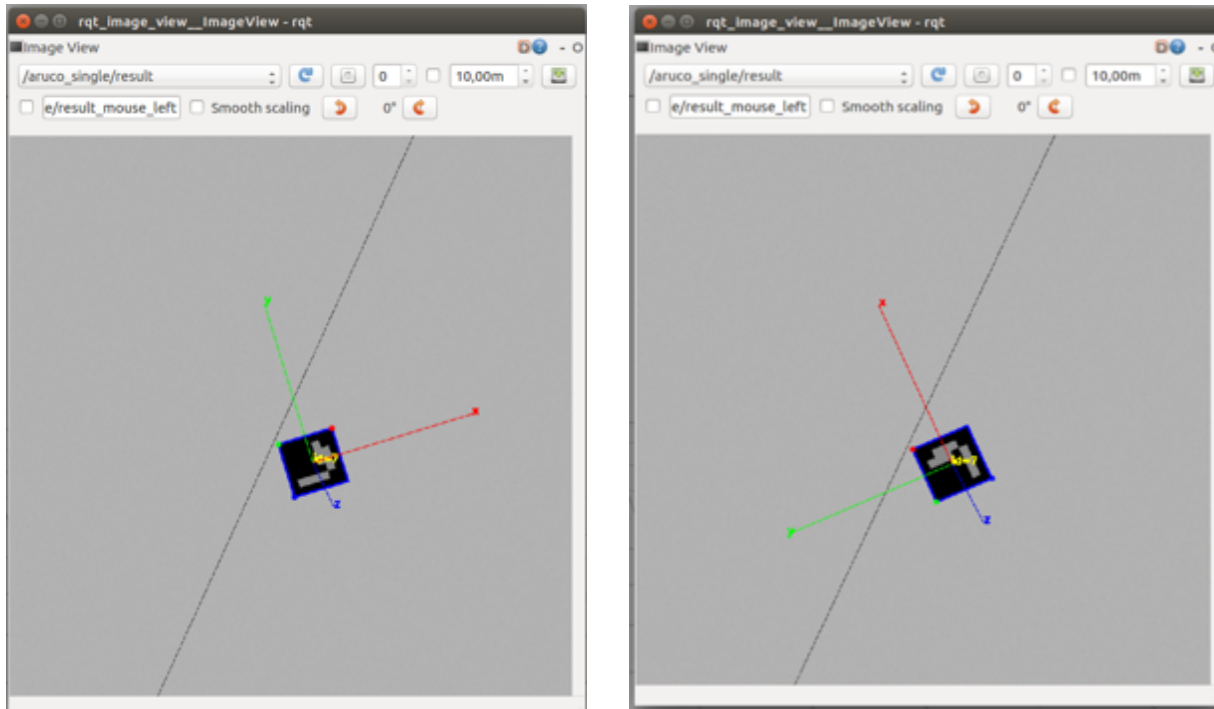 rqt_image_view__ImageView - rqt
Image View
D - O
/aruco_single/result 0 10,00m
e/result_mouse_left Smooth scaling 0°
y
x
z
rqt_image_view__ImageView - rqt
Image View
D -
/aruco_single/result 0 10,00m
e/result_mouse_left Smooth scaling 0°
x
y
z